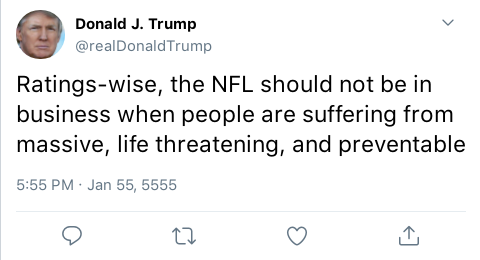 Donald J. Trump
@realDonaldTrump
Ratings-wise, the NFL should not be in
business when people are suffering from
massive, life threatening, and preventable
5:55 PM · Jan 55, 5555